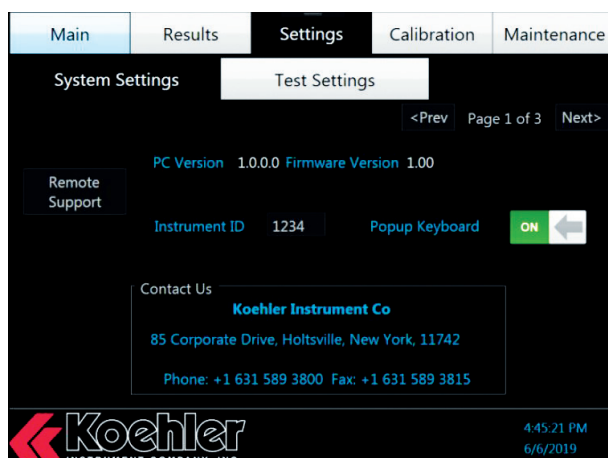 Main Results Settings Calibration Maintenance
System Settings Test Settings
<Prev Page 1 of 3 Next>
PC Version 1.0.0.0 Firmware Version 1.00
Remote
Support
Instrument ID 1234 Popup Keyboard ON
Contact Us
Koehler Instrument Co
85 Corporate Drive, Holtsville, New York, 11742
Phone: +1 631 589 3800 Fax: +1 631 589 3815
Koehler
INSTRUMENT COMPANY, INC.
4:45:21 PM
6/6/2019